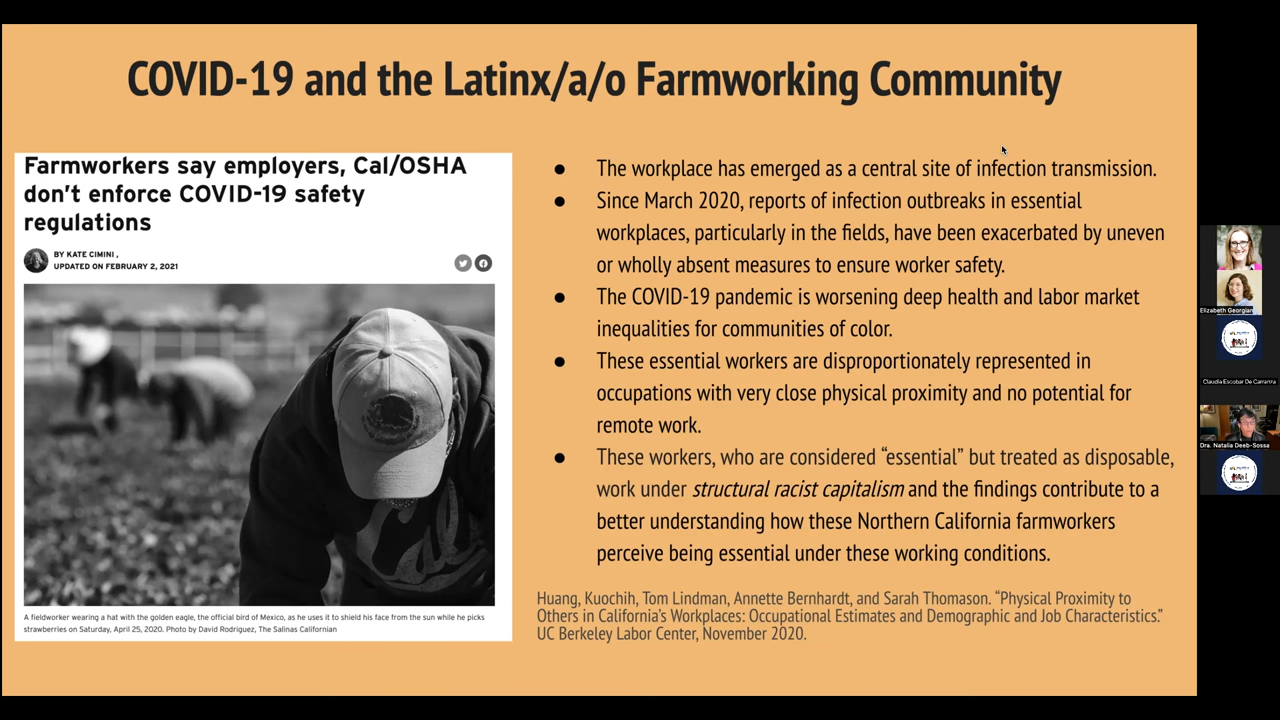 COVID-19 and the Latinx/a/o Farmworking Community
Farmworkers say employers, Cal/OSHA
don't enforce COVID-19 safety
regulations
BY KATE CIMINI ,
UPDATED ON FEBRUARY 2, 2021
Cal
A fieldworker wearing a hat with the golden eagle, the official bird of Mexico, as he uses it to shield his face from the sun while he picks
strawberries on Saturday, April 25, 2020. Photo by David Rodriguez, The Salinas Californian
● The workplace has emerged as a central site of infection transmission.
● Since March 2020, reports of infection outbreaks in essential
workplaces, particularly in the fields, have been exacerbated by uneven
or wholly absent measures to ensure worker safety.
● The COVID-19 pandemic is worsening deep health and labor market
inequalities for communities of color.
● These essential workers are disproportionately represented in
occupations with very close physical proximity and no potential for
remote work.
● These workers, who are considered “essential” but treated as disposable,
work under structural racist capitalism and the findings contribute to a
better understanding how these Northern California farmworkers
perceive being essential under these working conditions.
Huang, Kuochih, Tom Lindman, Annette Bernhardt, and Sarah Thomason. “Physical Proximity to
Others in California’s Workplaces: Occupational Estimates and Demographic and Job Characteristics.”
UC Berkeley Labor Center, November 2020.
Elizabeth Georgian
Claudia Escobar De Carranza
Dra. Natalia Deeb-Sossa